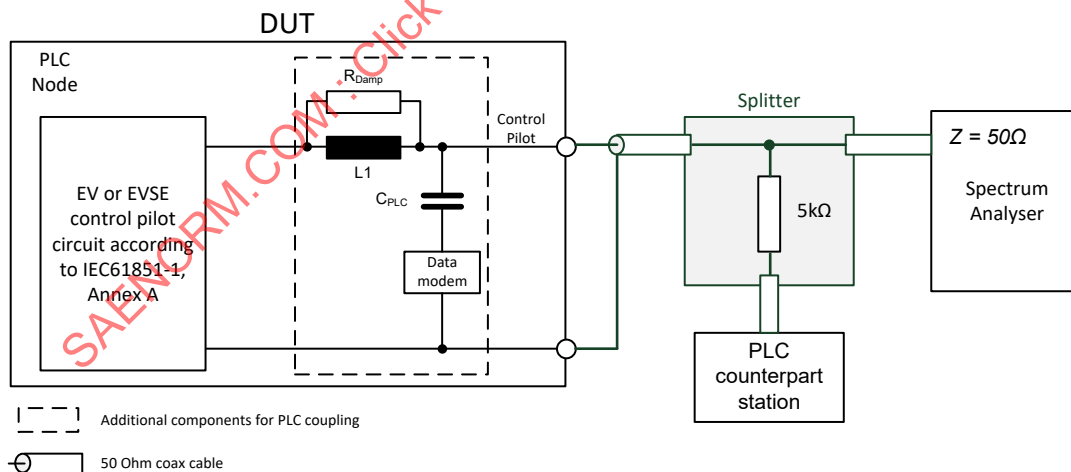 DUT
PLC
Node
R_Damp
L1
Control
Pilot
C_PLC
Data
modem
EV or EVSE
control pilot
circuit according
to IEC61851-1,
Annex A
Splitter
5kΩ
Z = 50Ω
Spectrum
Analyser
PLC
counterpart
station
Additional components for PLC coupling
50 Ohm coax cable
SAENORM.COM : Click